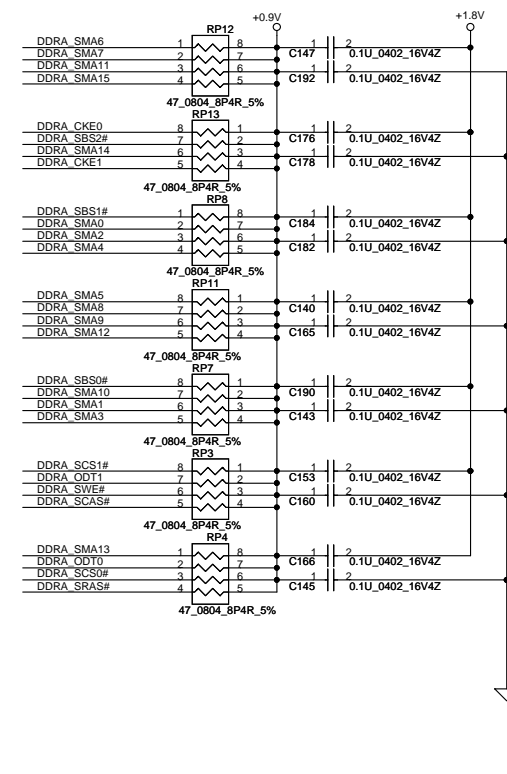 +0.9V +1.8V
RP12
DDRA_SMA6 1 8 1 2
DDRA_SMA7 2 7 C147 0.1U_0402_16V4Z
DDRA_SMA11 3 6 1 2
DDRA_SMA15 4 5 C192 0.1U_0402_16V4Z
47_0804_8P4R_5%
RP13
DDRA_CKE0 8 1 1 2
DDRA_SBS2# 7 2 C176 0.1U_0402_16V4Z
DDRA_SMA14 6 3 1 2
DDRA_CKE1 5 4 C178 0.1U_0402_16V4Z
47_0804_8P4R_5%
RP8
DDRA_SBS1# 1 8 1 2
DDRA_SMA0 2 7 C184 0.1U_0402_16V4Z
DDRA_SMA2 3 6 1 2
DDRA_SMA4 4 5 C182 0.1U_0402_16V4Z
47_0804_8P4R_5%
RP11
DDRA_SMA5 8 1 1 2
DDRA_SMA8 7 2 C140 0.1U_0402_16V4Z
DDRA_SMA9 6 3 1 2
DDRA_SMA12 5 4 C165 0.1U_0402_16V4Z
47_0804_8P4R_5%
RP7
DDRA_SBS0# 8 1 1 2
DDRA_SMA10 7 2 C190 0.1U_0402_16V4Z
DDRA_SMA1 6 3 1 2
DDRA_SMA3 5 4 C143 0.1U_0402_16V4Z
47_0804_8P4R_5%
RP3
DDRA_SCS1# 8 1 1 2
DDRA_ODT1 7 2 C153 0.1U_0402_16V4Z
DDRA_SWE# 6 3 1 2
DDRA_SCAS# 5 4 C160 0.1U_0402_16V4Z
47_0804_8P4R_5%
RP4
DDRA_SMA13 1 8 1 2
DDRA_ODT0 2 7 C166 0.1U_0402_16V4Z
DDRA_SCS0# 3 6 1 2
DDRA_SRAS# 4 5 C145 0.1U_0402_16V4Z
47_0804_8P4R_5%